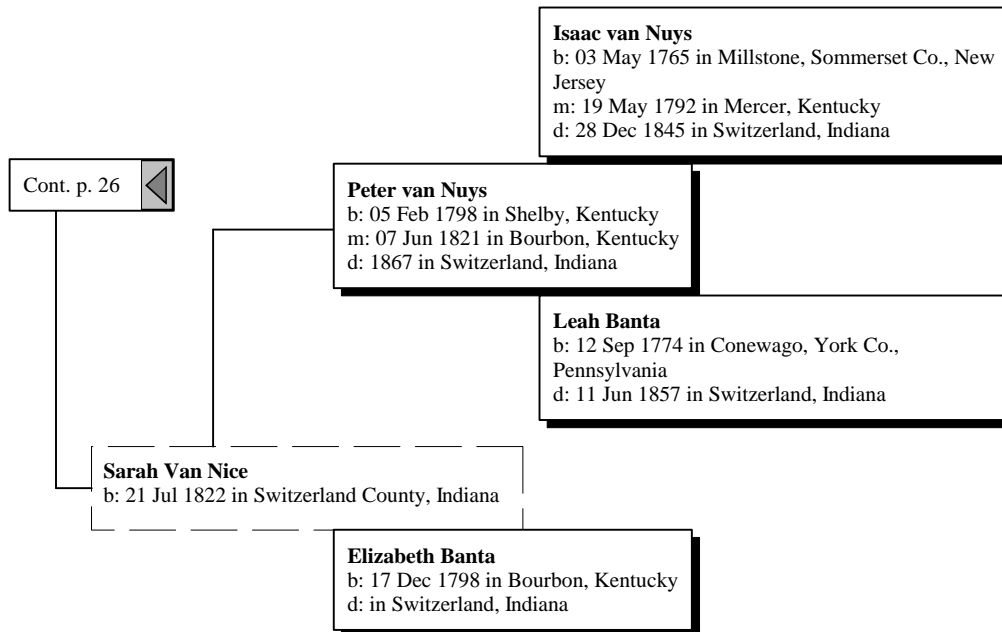 Isaac van Nuys
b: 03 May 1765 in Millstone, Sommerset Co., New
Jersey
m: 19 May 1792 in Mercer, Kentucky
d: 28 Dec 1845 in Switzerland, Indiana
Cont. p. 26
Peter van Nuys
b: 05 Feb 1798 in Shelby, Kentucky
m: 07 Jun 1821 in Bourbon, Kentucky
d: 1867 in Switzerland, Indiana
Leah Banta
b: 12 Sep 1774 in Conewago, York Co.,
Pennsylvania
d: 11 Jun 1857 in Switzerland, Indiana
Sarah Van Nice
b: 21 Jul 1822 in Switzerland County, Indiana
Elizabeth Banta
b: 17 Dec 1798 in Bourbon, Kentucky
d: in Switzerland, Indiana